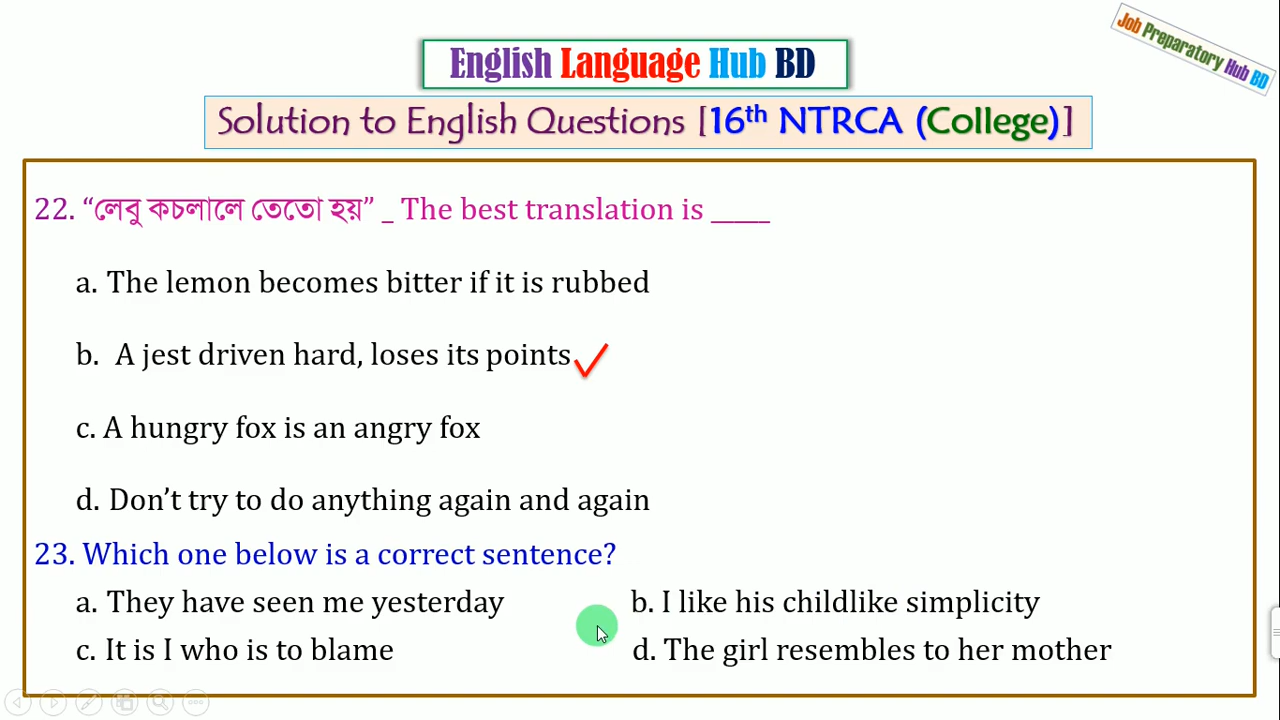 Job Preparatory Hub BD
English Language Hub BD
Solution to English Questions [16th NTRCA (College)]
22. “লেবু কচলালে তেতো হয়” _ The best translation is _____
a. The lemon becomes bitter if it is rubbed
b. A jest driven hard, loses its points
c. A hungry fox is an angry fox
d. Don’t try to do anything again and again
23. Which one below is a correct sentence?
a. They have seen me yesterday b. I like his childlike simplicity
c. It is I who is to blame d. The girl resembles to her mother